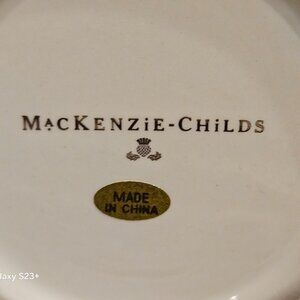 MACKENZiE-CHiLDS
MADE
IN CHINA
laxy S23+